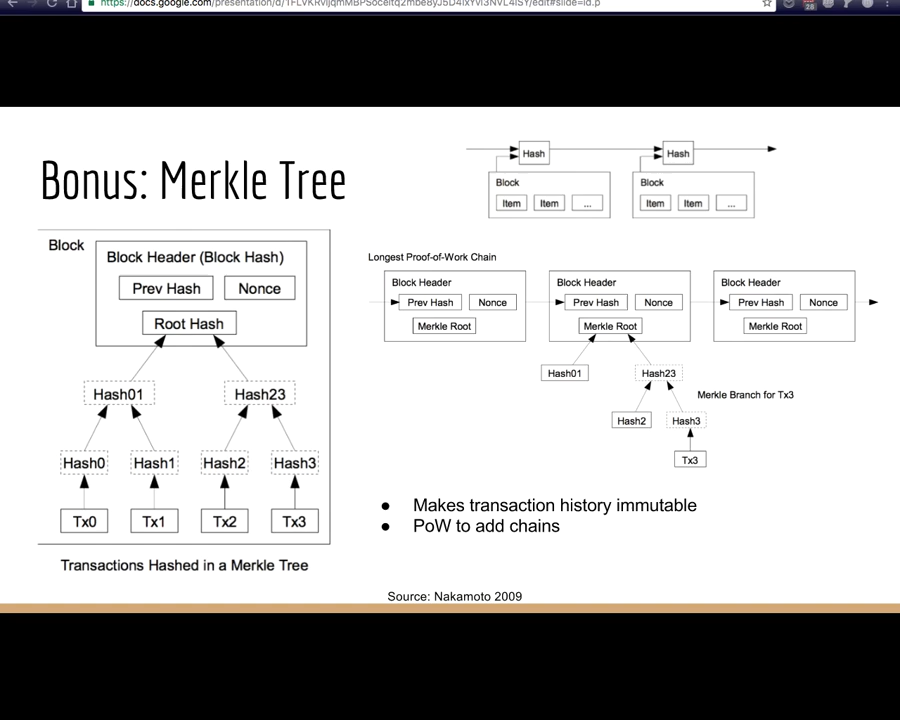 28
Bonus: Merkle Tree
Hash Hash
Block Block
Item Item ... Item Item ...
Block
Block Header (Block Hash)
Prev Hash Nonce
Root Hash
Hash01 Hash23
Hash0 Hash1 Hash2 Hash3
Tx0 Tx1 Tx2 Tx3
Transactions Hashed in a Merkle Tree
Longest Proof-of-Work Chain
Block Header Block Header Block Header
Prev Hash Nonce Prev Hash Nonce Prev Hash Nonce
Merkle Root Merkle Root Merkle Root
Hash01 Hash23
Merkle Branch for Tx3
Hash2 Hash3
Tx3
● Makes transaction history immutable
● PoW to add chains
Source: Nakamoto 2009